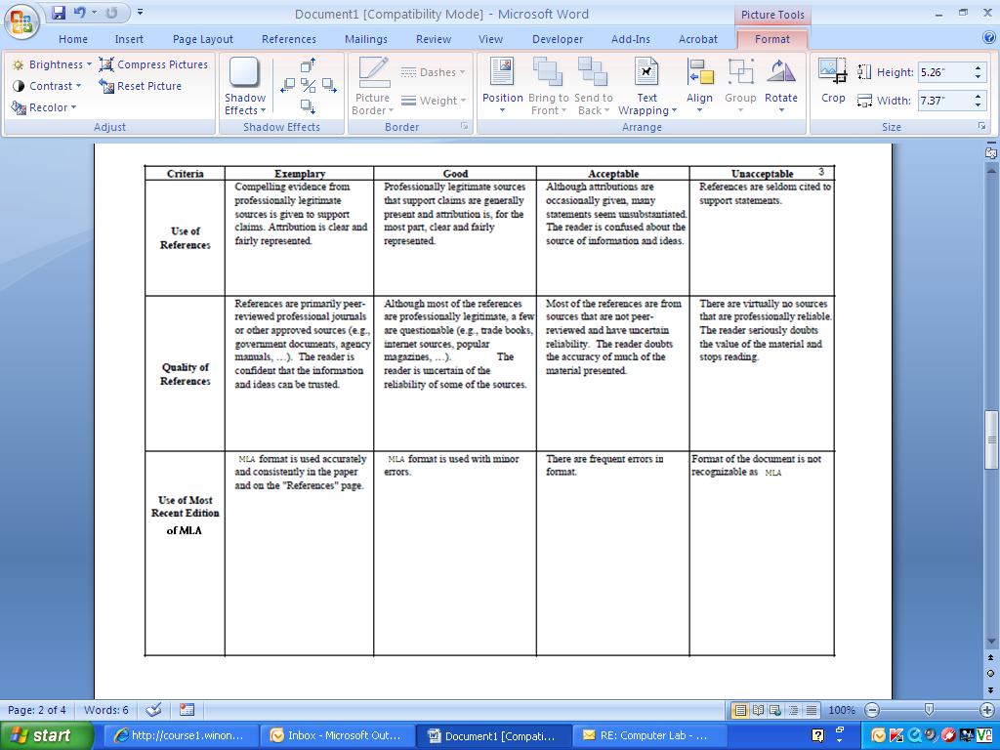 Document1 [Compatibility Mode] - Microsoft Word
Picture Tools
Home Insert Page Layout References Mailings Review View Developer Add-Ins Acrobat Format
Brightness
Compress Pictures
Contrast
Reset Picture
Recolor
Adjust
Shadow
Effects
Shadow Effects
Picture
Border
Dashes
Weight
Border
Position
Bring to
Front
Send to
Back
Text
Wrapping
Align
Group
Rotate
Arrange
Crop
Height: 5.26"
Width: 7.37"
Size
Criteria Exemplary Good Acceptable Unacceptable 3
Use of
References
Compelling evidence from
professionally legitimate
sources is given to support
claims. Attribution is clear and
fairly represented.
Professionally legitimate sources
that support claims are generally
present and attribution is, for the
most part, clear and fairly
represented.
Although attributions are
occasionally given, many
statements seem unsubstantiated.
The reader is confused about the
source of information and ideas.
References are seldom cited to
support statements.
Quality of
References
References are primarily peer-
reviewed professional journals
or other approved sources (e.g.,
government documents, agency
manuals, …). The reader is
confident that the information
and ideas can be trusted.
Although most of the references
are professionally legitimate, a few
are questionable (e.g., trade books,
internet sources, popular
magazines, …). The
reader is uncertain of the
reliability of some of the sources.
Most of the references are from
sources that are not peer-
reviewed and have uncertain
reliability. The reader doubts
the accuracy of much of the
material presented.
There are virtually no sources
that are professionally reliable.
The reader seriously doubts
the value of the material and
stops reading.
Use of Most
Recent Edition
of MLA
MLA format is used accurately
and consistently in the paper
and on the "References" page.
MLA format is used with minor
errors.
There are frequent errors in
format.
Format of the document is not
recognizable as MLA
Page: 2 of 4 Words: 6 100%
start http://course1.winon... Inbox - Microsoft Out... Document1 [Compati... RE: Computer Lab - ...